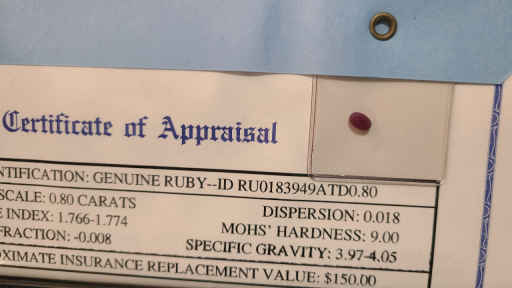 Certificate of Appraisal
NTIFICATION: GENUINE RUBY--ID RU0183949ATD0.80
SCALE: 0.80 CARATS
DISPERSION: 0.018
E INDEX: 1.766-1.774
MOHS' HARDNESS: 9.00
FRACTION: -0.008
SPECIFIC GRAVITY: 3.97-4.05
OXIMATE INSURANCE REPLACEMENT VALUE: $150.00